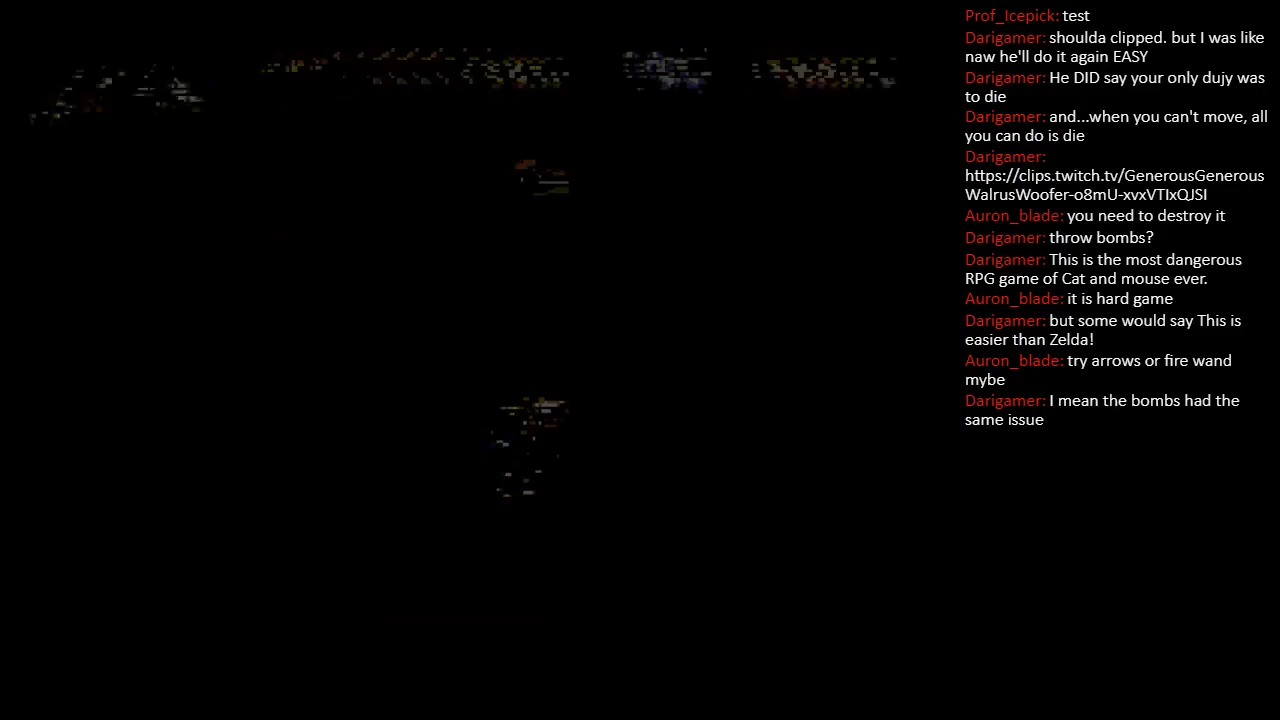 Prof_Icepick: test
Darigamer: shoulda clipped. but I was like
naw he'll do it again EASY
Darigamer: He DID say your only dujy was
to die
Darigamer: and...when you can't move, all
you can do is die
Darigamer:
https://clips.twitch.tv/GenerousGenerous
WalrusWoofer-o8mU-xvxVTIxQJSI
Auron_blade: you need to destroy it
Darigamer: throw bombs?
Darigamer: This is the most dangerous
RPG game of Cat and mouse ever.
Auron_blade: it is hard game
Darigamer: but some would say This is
easier than Zelda!
Auron_blade: try arrows or fire wand
mybe
Darigamer: I mean the bombs had the
same issue